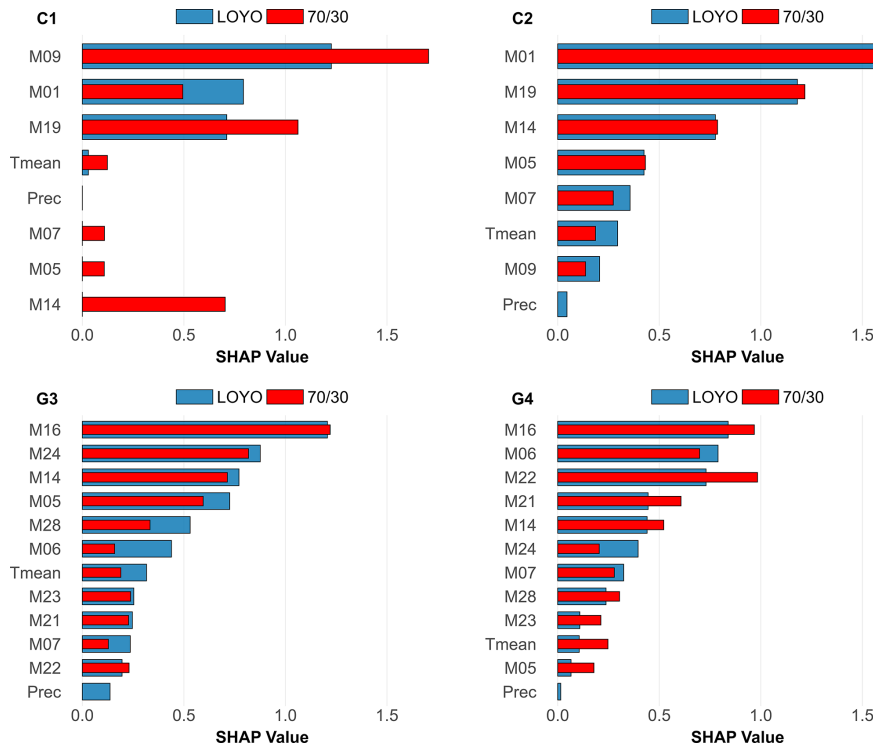 C1
LOYO 70/30
M09
M01
M19
Tmean
Prec
M07
M05
M14
0.0 0.5 1.0 1.5
SHAP Value
C2
LOYO 70/30
M01
M19
M14
M05
M07
Tmean
M09
Prec
0.0 0.5 1.0 1.5
SHAP Value
G3
LOYO 70/30
M16
M24
M14
M05
M28
M06
Tmean
M23
M21
M07
M22
Prec
0.0 0.5 1.0 1.5
SHAP Value
G4
LOYO 70/30
M16
M06
M22
M21
M14
M24
M07
M28
M23
Tmean
M05
Prec
0.0 0.5 1.0 1.5
SHAP Value